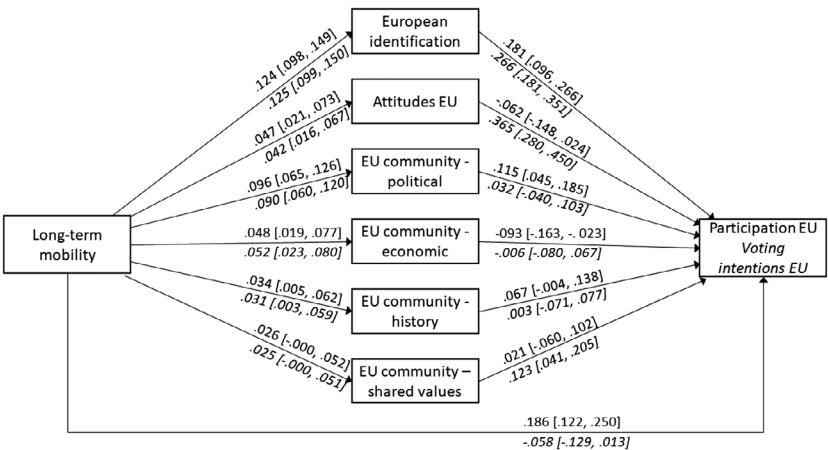 European
identification
.124 [.098, .149]
.125 [.099, .150]
.181 [.096, .266]
.266 [.181, .351]
Attitudes EU
.047 [.021, .073]
.042 [.016, .067]
-.062 [-.148, .024]
.365 [.280, .450]
EU community -
political
.096 [.065, .126]
.090 [.060, .120]
.115 [.045, .185]
.032 [-.040, .103]
Long-term
mobility
.048 [.019, .077]
.052 [.023, .080]
EU community -
economic
-093 [-.163, -. 023]
-.006 [-.080, .067]
Participation EU
Voting
intentions EU
.034 [.005, .062]
.031 [.003, .059]
EU community -
history
.067 [-.004, .138]
.003 [-.071, .077]
.026 [-.000, .052]
.025 [-.000, .051]
EU community –
shared values
.021 [-.060, .102]
.123 [.041, .205]
.186 [.122, .250]
-.058 [-.129, .013]